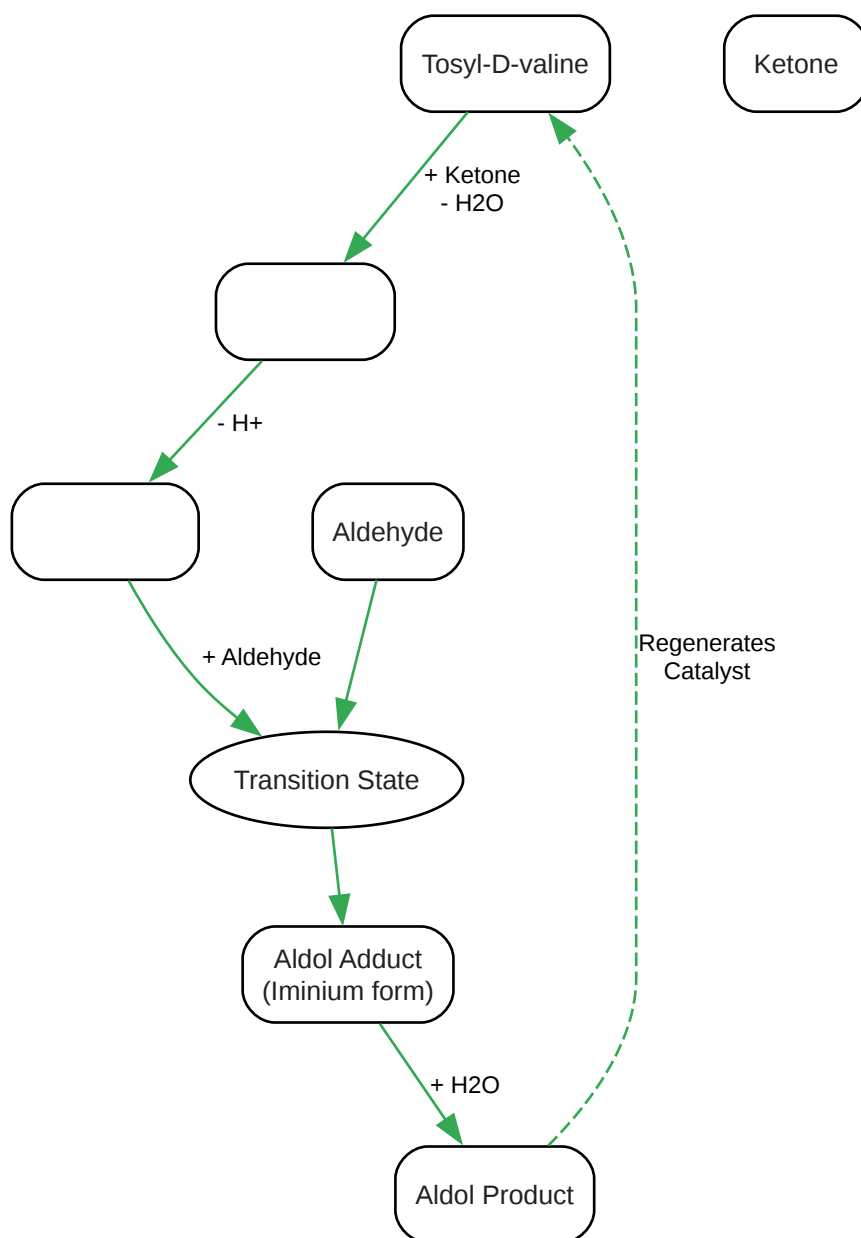 Tosyl-D-valine
Ketone
+ Ketone
- H2O
- H+
Aldehyde
+ Aldehyde
Regenerates
Catalyst
Transition State
Aldol Adduct
(Iminium form)
+ H2O
Aldol Product